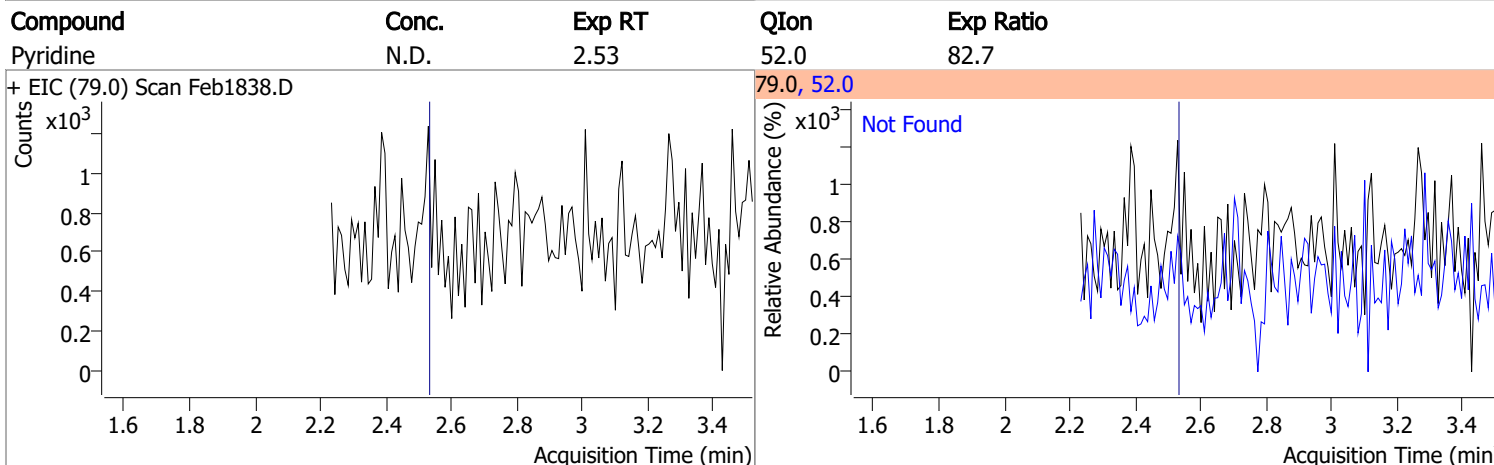 Compound Conc. Exp RT QIon Exp Ratio
Pyridine N.D. 2.53 52.0 82.7
+ EIC (79.0) Scan Feb1838.D
Counts
x10³
1
0.8
0.6
0.4
0.2
0
1.6 1.8 2 2.2 2.4 2.6 2.8 3 3.2 3.4
Acquisition Time (min)
79.0, 52.0
Relative Abundance (%)
x10³
Not Found
1
0.8
0.6
0.4
0.2
0
1.6 1.8 2 2.2 2.4 2.6 2.8 3 3.2 3.4
Acquisition Time (min